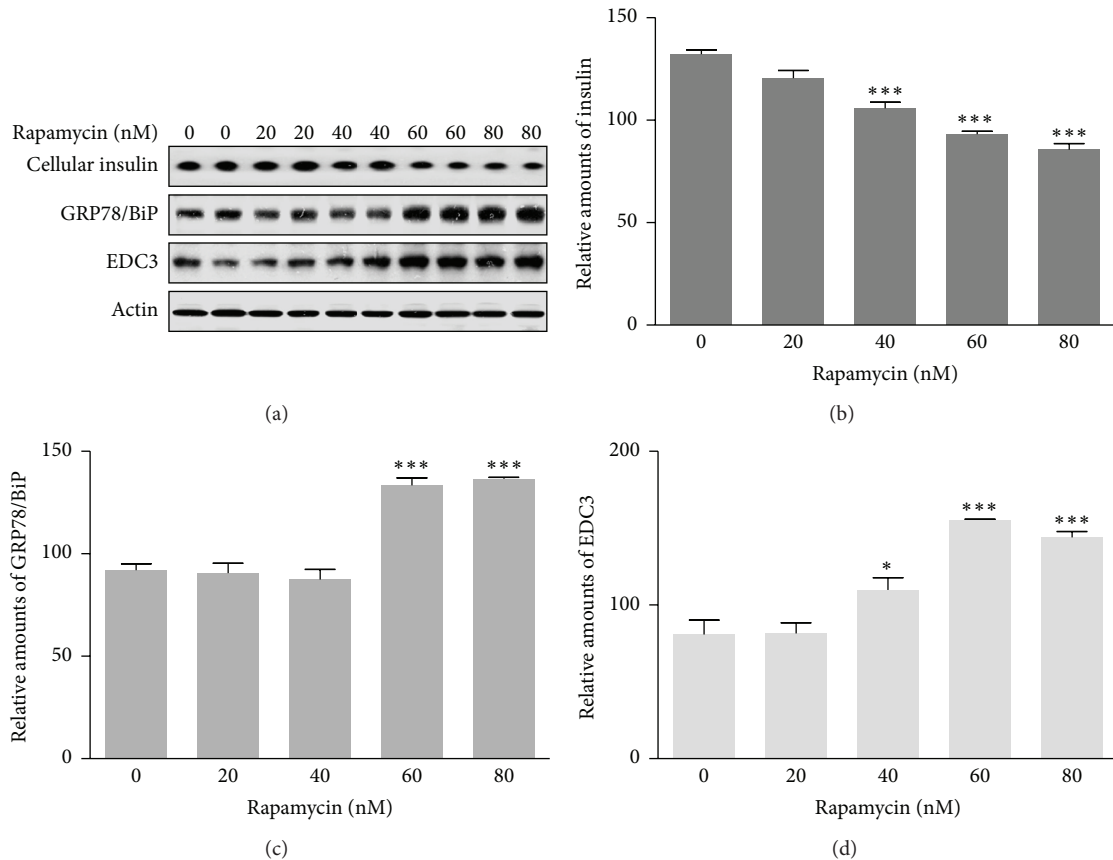 Rapamycin (nM) 0 0 20 20 40 40 60 60 80 80
Cellular insulin
GRP78/BiP
EDC3
Actin
(a)
Relative amounts of insulin
150
100
50
0
***
***
***
0 20 40 60 80
Rapamycin (nM)
(b)
Relative amounts of GRP78/BiP
150
100
50
0
*** ***
0 20 40 60 80
Rapamycin (nM)
(c)
Relative amounts of EDC3
200
100
0
*
***
***
0 20 40 60 80
Rapamycin (nM)
(d)